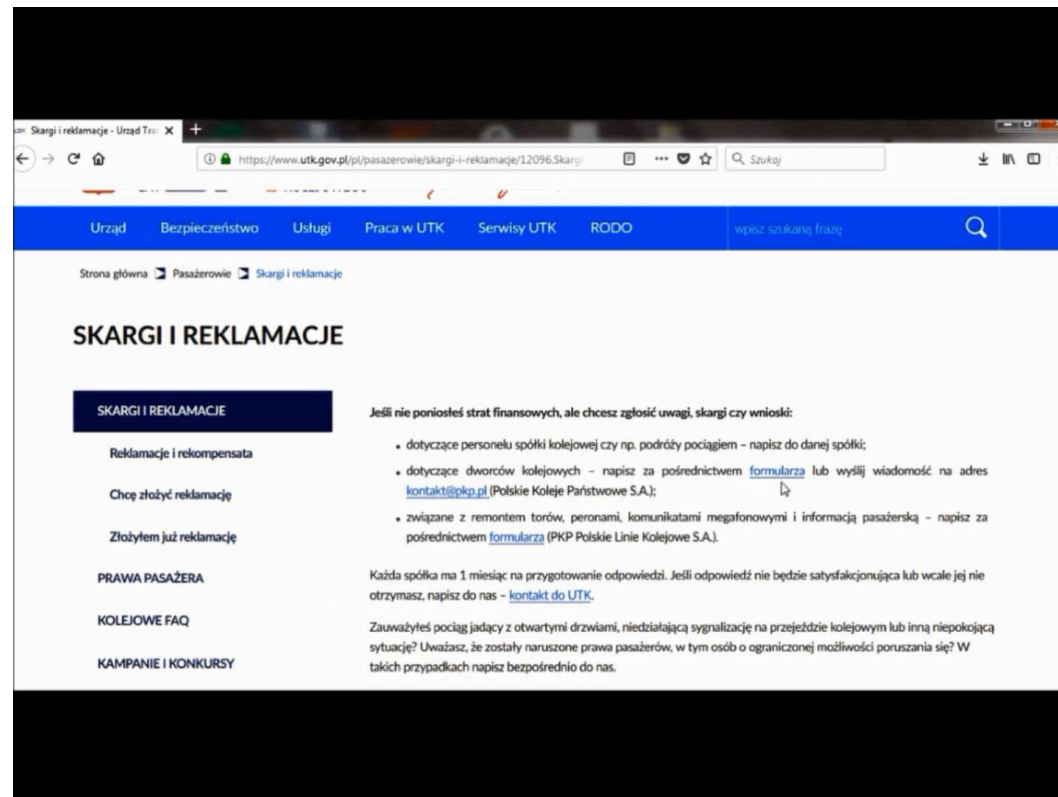 Skargi i reklamacje - Urząd Tra
https://www.utk.gov.pl/pl/pasazerowie/skargi-i-reklamacje/12096,Skargi
Szukaj
Urząd Bezpieczeństwo Usługi Praca w UTK Serwisy UTK RODO wpisz szukaną frazę
Strona główna Pasażerowie Skargi i reklamacje
SKARGI I REKLAMACJE
SKARGI I REKLAMACJE
Reklamacje i rekompensata
Chcę złożyć reklamację
Złożyłem już reklamację
PRAWA PASAŻERA
KOLEJOWE FAQ
KAMPANIE I KONKURSY
Jeśli nie poniosłeś strat finansowych, ale chcesz zgłosić uwagi, skargi czy wnioski:
• dotyczące personelu spółki kolejowej czy np. podróży pociągiem – napisz do danej spółki;
• dotyczące dworców kolejowych – napisz za pośrednictwem formularza lub wyślij wiadomość na adres
kontakt@pkp.pl (Polskie Koleje Państwowe S.A.);
• związane z remontem torów, peronami, komunikatami megafonowymi i informacją pasażerską – napisz za
pośrednictwem formularza (PKP Polskie Linie Kolejowe S.A.).
Każda spółka ma 1 miesiąc na przygotowanie odpowiedzi. Jeśli odpowiedź nie będzie satysfakcjonująca lub wcale jej nie
otrzymasz, napisz do nas – kontakt do UTK.
Zauważyłeś pociąg jadący z otwartymi drzwiami, niedziałającą sygnalizację na przejeździe kolejowym lub inną niepokojącą
sytuację? Uważasz, że zostały naruszone prawa pasażerów, w tym osób o ograniczonej możliwości poruszania się? W
takich przypadkach napisz bezpośrednio do nas.